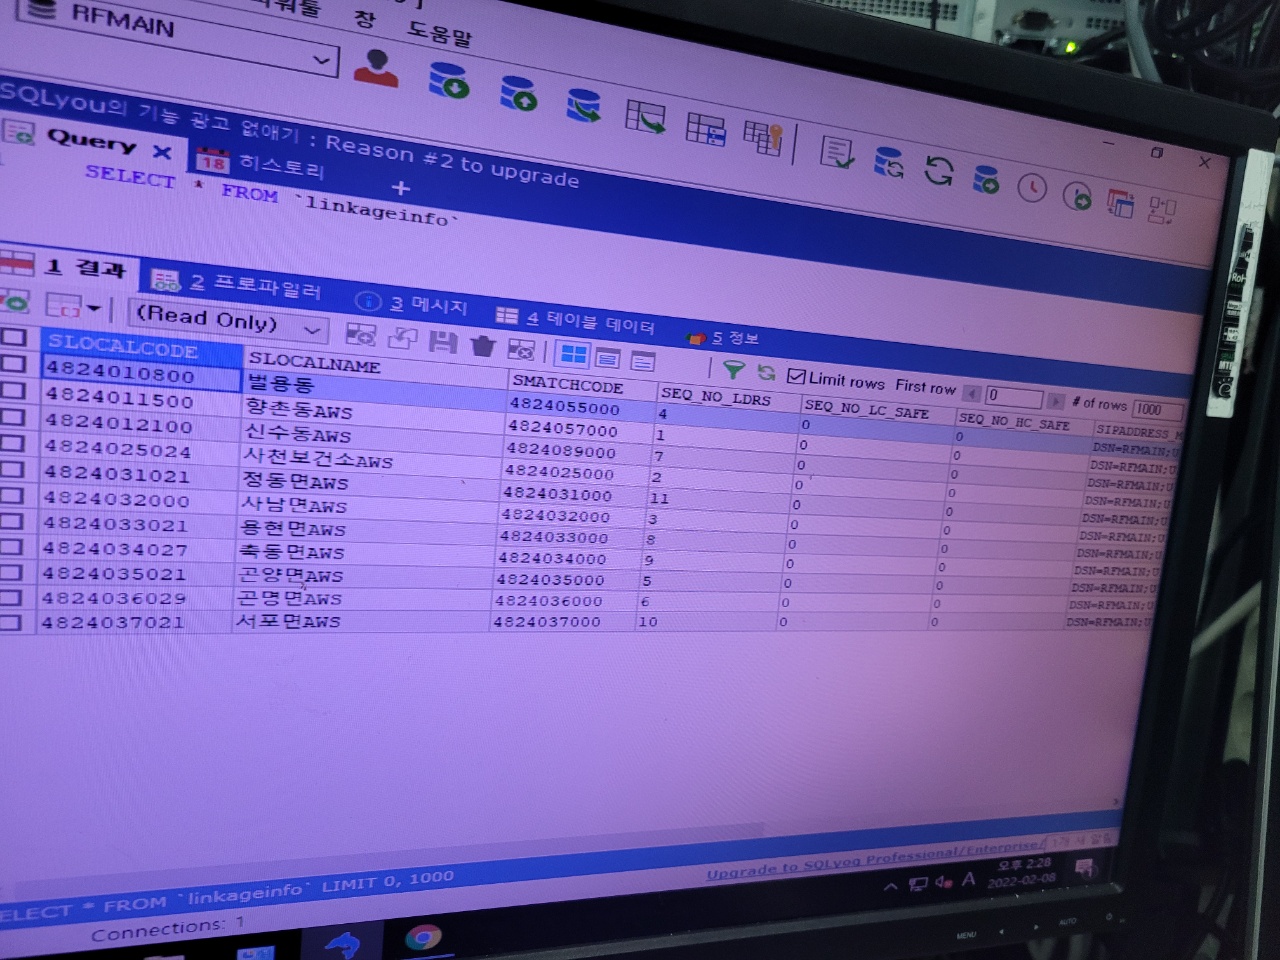 RFMAIN
창 도움말
SQLyou의 기능 광고 없애기 : Reason #2 to upgrade
Query 히스토리 +
1 SELECT * FROM `linkageinfo`
1 결과 2 프로파일러 3 메시지 4 테이블 데이터 5 정보
(Read Only) Limit rows First row 0 # of rows 1000
SLOCALCODE SLOCALNAME SMATCHCODE SEQ_NO_LDRS SEQ_NO_LC_SAFE SEQ_NO_HC_SAFE SIPADDRESS_M
4824010800 벌용동 4824055000 4 0 0 DSN=RFMAIN;U
4824011500 향촌동AWS 4824057000 1 0 0 DSN=RFMAIN;U
4824012100 신수동AWS 4824089000 7 0 0 DSN=RFMAIN;U
4824025024 사천보건소AWS 4824025000 2 0 0 DSN=RFMAIN;U
4824031021 정동면AWS 4824031000 11 0 0 DSN=RFMAIN;U
4824032000 사남면AWS 4824032000 3 0 0 DSN=RFMAIN;U
4824033021 용현면AWS 4824033000 8 0 0 DSN=RFMAIN;U
4824034027 축동면AWS 4824034000 9 0 0 DSN=RFMAIN;U
4824035021 곤양면AWS 4824035000 5 0 0 DSN=RFMAIN;U
4824036029 곤명면AWS 4824036000 6 0 0 DSN=RFMAIN;U
4824037021 서포면AWS 4824037000 10 0 0 DSN=RFMAIN;U
ELECT * FROM `linkageinfo` LIMIT 0, 1000
Connections: 1 Upgrade to SQLyog Professional/Enterprise/
A 오후 2:28
2022-02-08
MENU AUTO